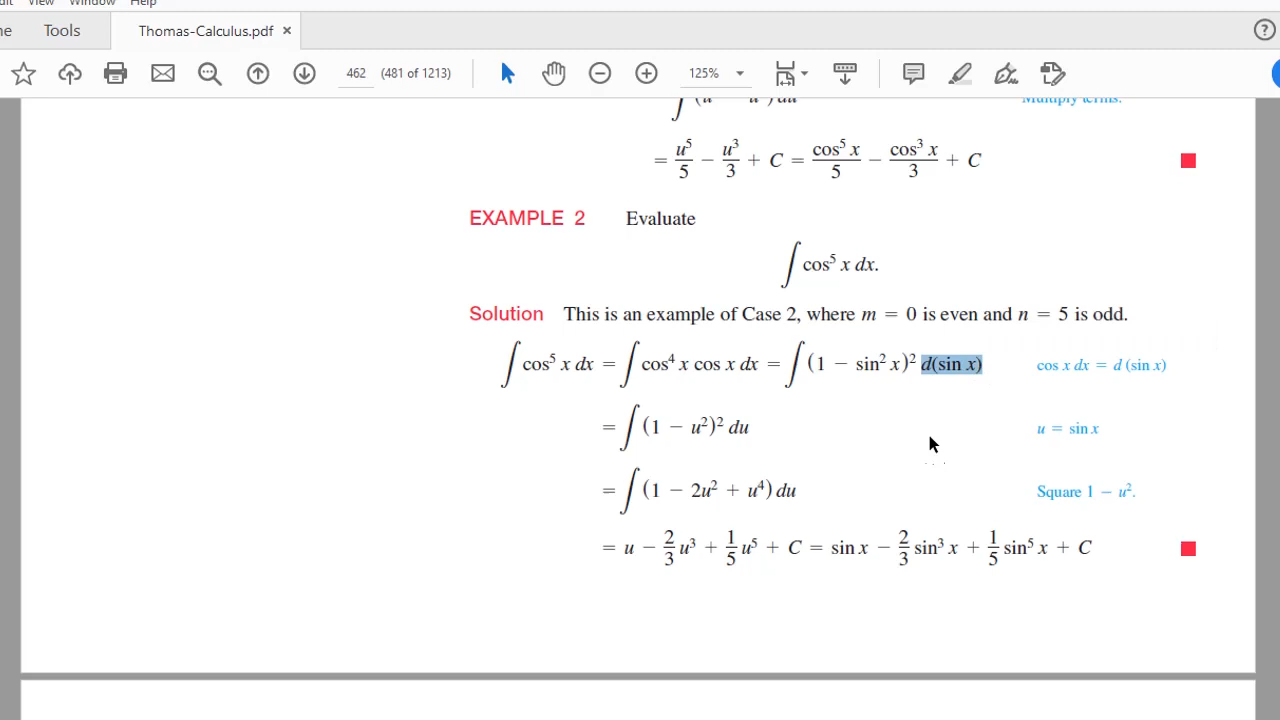 View Window Help
Tools Thomas-Calculus.pdf × ?
462 (481 of 1213) 125%
Multiply terms.
= u⁵/5 − u³/3 + C = cos⁵ x/5 − cos³ x/3 + C
EXAMPLE 2 Evaluate
∫ cos⁵ x dx.
Solution This is an example of Case 2, where m = 0 is even and n = 5 is odd.
∫ cos⁵ x dx = ∫ cos⁴ x cos x dx = ∫ (1 − sin² x)² d(sin x) cos x dx = d (sin x)
= ∫ (1 − u²)² du u = sin x
= ∫ (1 − 2u² + u⁴) du Square 1 − u².
= u − 2/3 u³ + 1/5 u⁵ + C = sin x − 2/3 sin³ x + 1/5 sin⁵ x + C